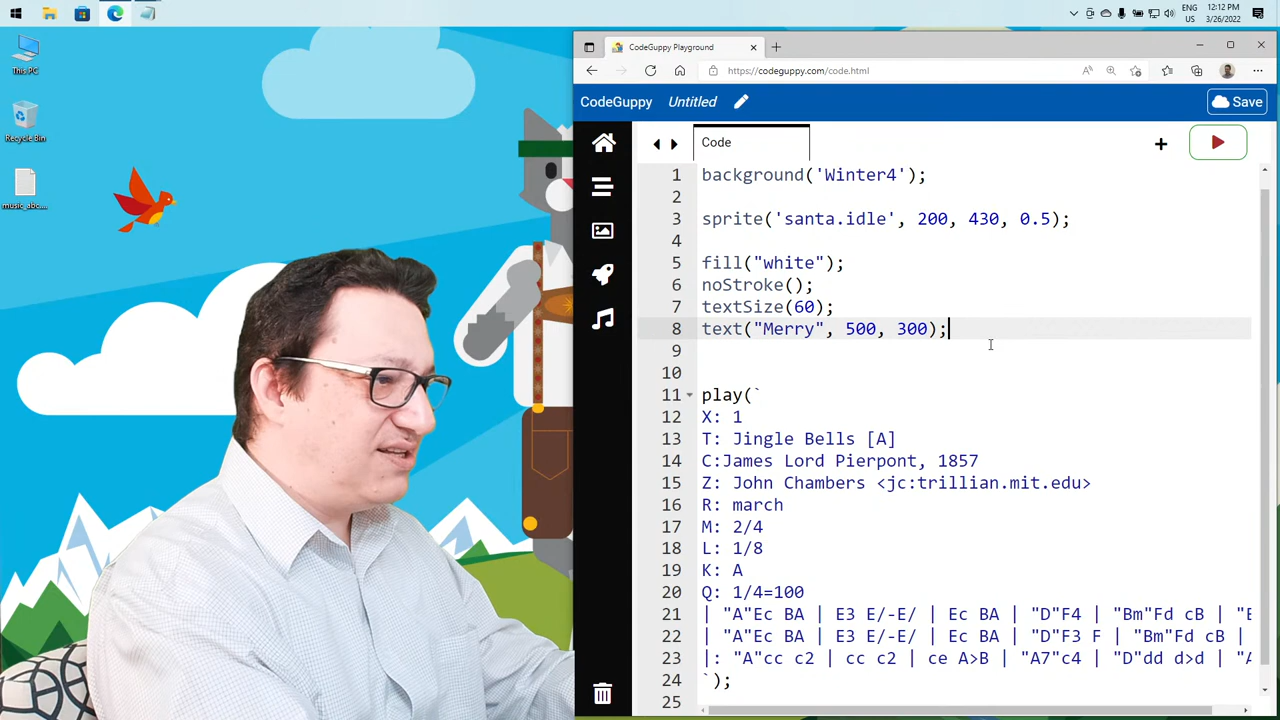 ENG
US
12:12 PM
3/26/2022
This PC
Recycle Bin
music_abc....
CodeGuppy Playground
https://codeguppy.com/code.html
CodeGuppy Untitled
Save
Code
1 background('Winter4');
2
3 sprite('santa.idle', 200, 430, 0.5);
4
5 fill("white");
6 noStroke();
7 textSize(60);
8 text("Merry", 500, 300);
9
10
11 play(`
12 X: 1
13 T: Jingle Bells [A]
14 C:James Lord Pierpont, 1857
15 Z: John Chambers <jc:trillian.mit.edu>
16 R: march
17 M: 2/4
18 L: 1/8
19 K: A
20 Q: 1/4=100
21 | "A"Ec BA | E3 E/-E/ | Ec BA | "D"F4 | "Bm"Fd cB | "E
22 | "A"Ec BA | E3 E/-E/ | Ec BA | "D"F3 F | "Bm"Fd cB |
23 |: "A"cc c2 | cc c2 | ce A>B | "A7"c4 | "D"dd d>d | "A
24 `);
25